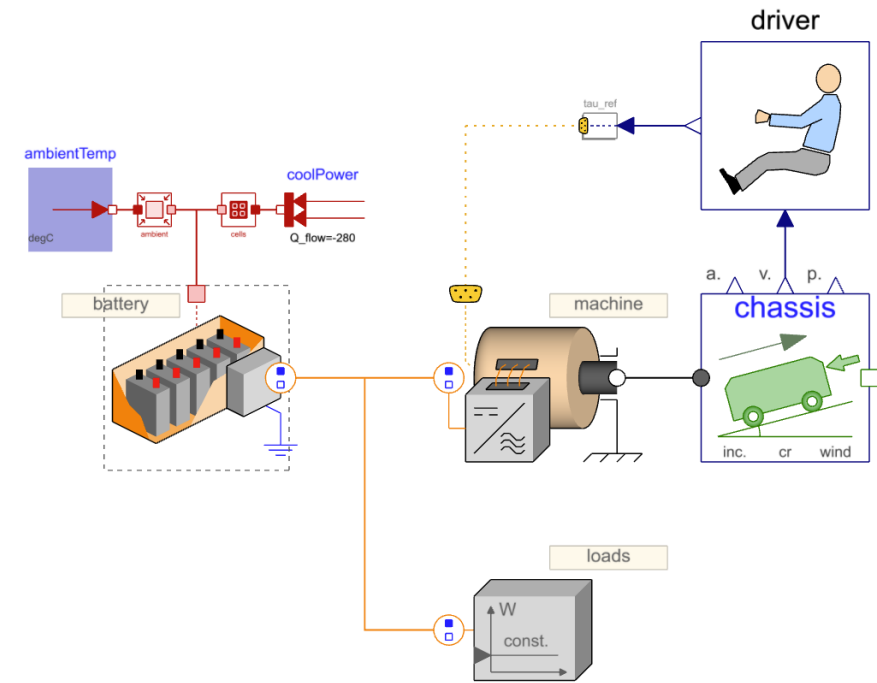 driver
tau_ref
ambientTemp
coolPower
degC
ambient
cells
Q_flow=-280
a.
v.
p.
battery
machine
chassis
inc.
cr
wind
loads
W
const.